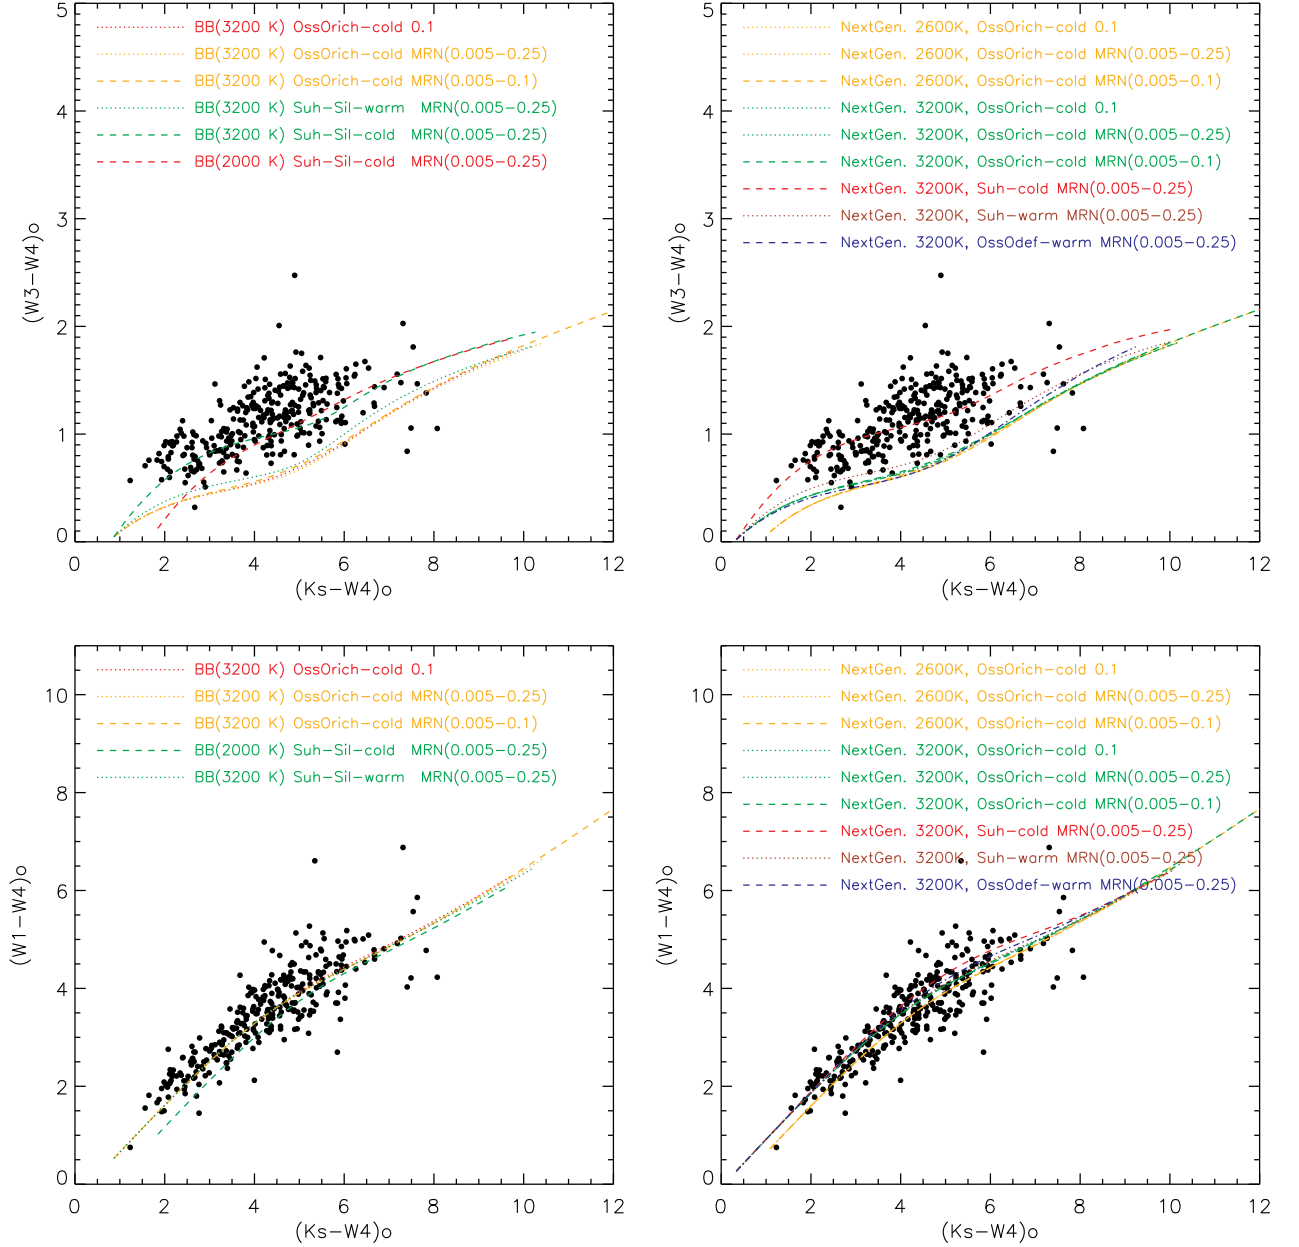 5
4
3
2
1
0
(W3-W4)o
BB(3200 K) OssOrich-cold 0.1
BB(3200 K) OssOrich-cold MRN(0.005-0.25)
BB(3200 K) OssOrich-cold MRN(0.005-0.1)
BB(3200 K) Suh-Sil-warm MRN(0.005-0.25)
BB(3200 K) Suh-Sil-cold MRN(0.005-0.25)
BB(2000 K) Suh-Sil-cold MRN(0.005-0.25)
0 2 4 6 8 10 12
(Ks-W4)o
5
4
3
2
1
0
(W3-W4)o
NextGen. 2600K, OssOrich-cold 0.1
NextGen. 2600K, OssOrich-cold MRN(0.005-0.25)
NextGen. 2600K, OssOrich-cold MRN(0.005-0.1)
NextGen. 3200K, OssOrich-cold 0.1
NextGen. 3200K, OssOrich-cold MRN(0.005-0.25)
NextGen. 3200K, OssOrich-cold MRN(0.005-0.1)
NextGen. 3200K, Suh-cold MRN(0.005-0.25)
NextGen. 3200K, Suh-warm MRN(0.005-0.25)
NextGen. 3200K, OssOdef-warm MRN(0.005-0.25)
0 2 4 6 8 10 12
(Ks-W4)o
10
8
6
4
2
0
(W1-W4)o
BB(3200 K) OssOrich-cold 0.1
BB(3200 K) OssOrich-cold MRN(0.005-0.25)
BB(3200 K) OssOrich-cold MRN(0.005-0.1)
BB(2000 K) Suh-Sil-cold MRN(0.005-0.25)
BB(3200 K) Suh-Sil-warm MRN(0.005-0.25)
0 2 4 6 8 10 12
(Ks-W4)o
10
8
6
4
2
0
(W1-W4)o
NextGen. 2600K, OssOrich-cold 0.1
NextGen. 2600K, OssOrich-cold MRN(0.005-0.25)
NextGen. 2600K, OssOrich-cold MRN(0.005-0.1)
NextGen. 3200K, OssOrich-cold 0.1
NextGen. 3200K, OssOrich-cold MRN(0.005-0.25)
NextGen. 3200K, OssOrich-cold MRN(0.005-0.1)
NextGen. 3200K, Suh-cold MRN(0.005-0.25)
NextGen. 3200K, Suh-warm MRN(0.005-0.25)
NextGen. 3200K, OssOdef-warm MRN(0.005-0.25)
0 2 4 6 8 10 12
(Ks-W4)o